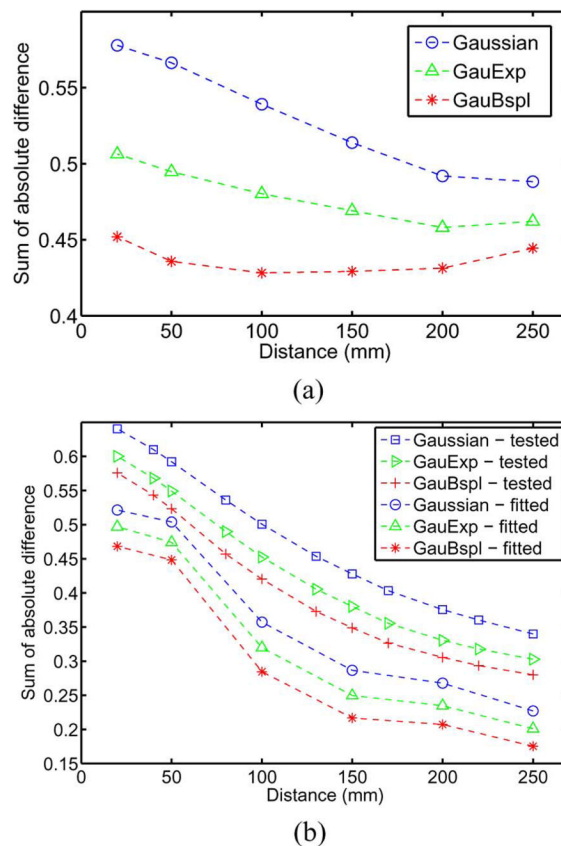 Sum of absolute difference
0.55
0.5
0.45
0.4
0 50 100 150 200 250
Distance (mm)
Gaussian
GauExp
GauBspl
(a)
Sum of absolute difference
0.6
0.55
0.5
0.45
0.4
0.35
0.3
0.25
0.2
0.15
0 50 100 150 200 250
Distance (mm)
Gaussian – tested
GauExp – tested
GauBspl – tested
Gaussian – fitted
GauExp – fitted
GauBspl – fitted
(b)